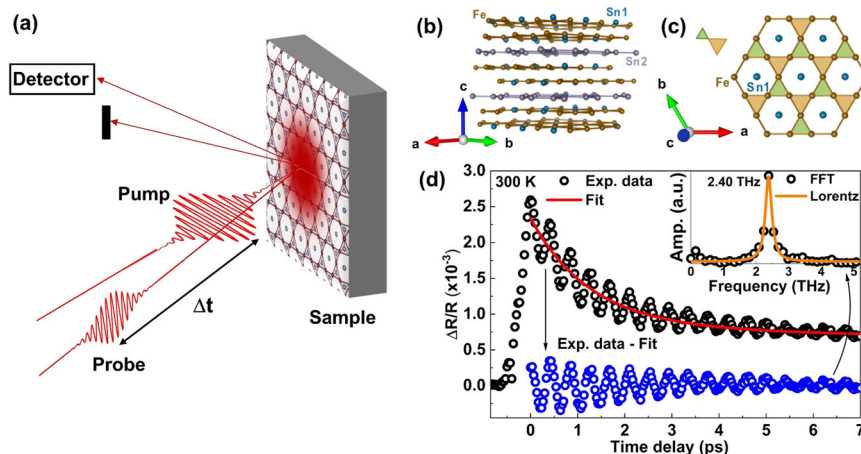 (a)
Detector
Pump
Δt
Probe
Sample
(b)
Fe
Sn1
Sn2
c
a
b
(c)
Fe
Sn1
b
c
a
(d)
300 K
Exp. data
Fit
2.40 THz
FFT
Lorentz
Amp. (a.u.)
0 1 2 3 4 5
Frequency (THz)
ΔR/R (x10⁻³)
3.0
2.5
2.0
1.5
1.0
0.5
0.0
Exp. data - Fit
0 1 2 3 4 5 6 7
Time delay (ps)